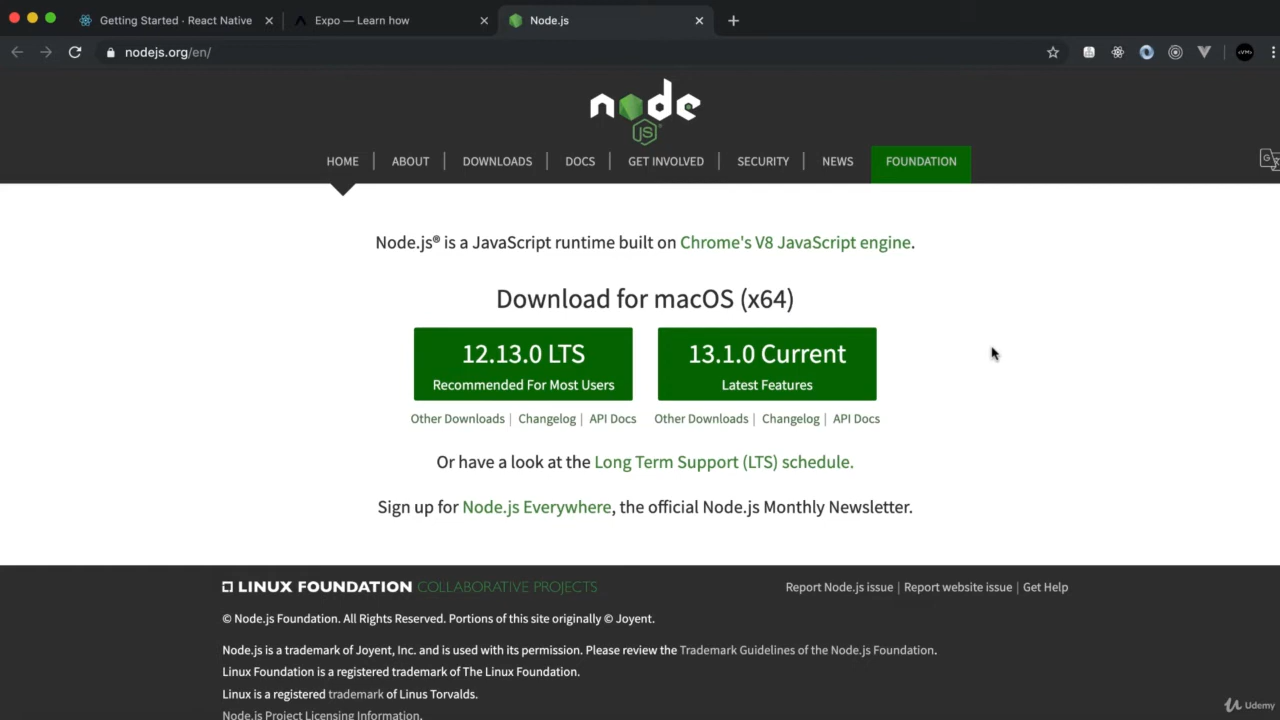 Getting Started · React Native
Expo — Learn how
Node.js
nodejs.org/en/
node
JS
HOME
ABOUT
DOWNLOADS
DOCS
GET INVOLVED
SECURITY
NEWS
FOUNDATION
Node.js® is a JavaScript runtime built on Chrome's V8 JavaScript engine.
Download for macOS (x64)
12.13.0 LTS
Recommended For Most Users
13.1.0 Current
Latest Features
Other Downloads | Changelog | API Docs
Other Downloads | Changelog | API Docs
Or have a look at the Long Term Support (LTS) schedule.
Sign up for Node.js Everywhere, the official Node.js Monthly Newsletter.
LINUX FOUNDATION COLLABORATIVE PROJECTS
Report Node.js issue | Report website issue | Get Help
© Node.js Foundation. All Rights Reserved. Portions of this site originally © Joyent.
Node.js is a trademark of Joyent, Inc. and is used with its permission. Please review the Trademark Guidelines of the Node.js Foundation.
Linux Foundation is a registered trademark of The Linux Foundation.
Linux is a registered trademark of Linus Torvalds.
Node.js Project Licensing Information.
Udemy